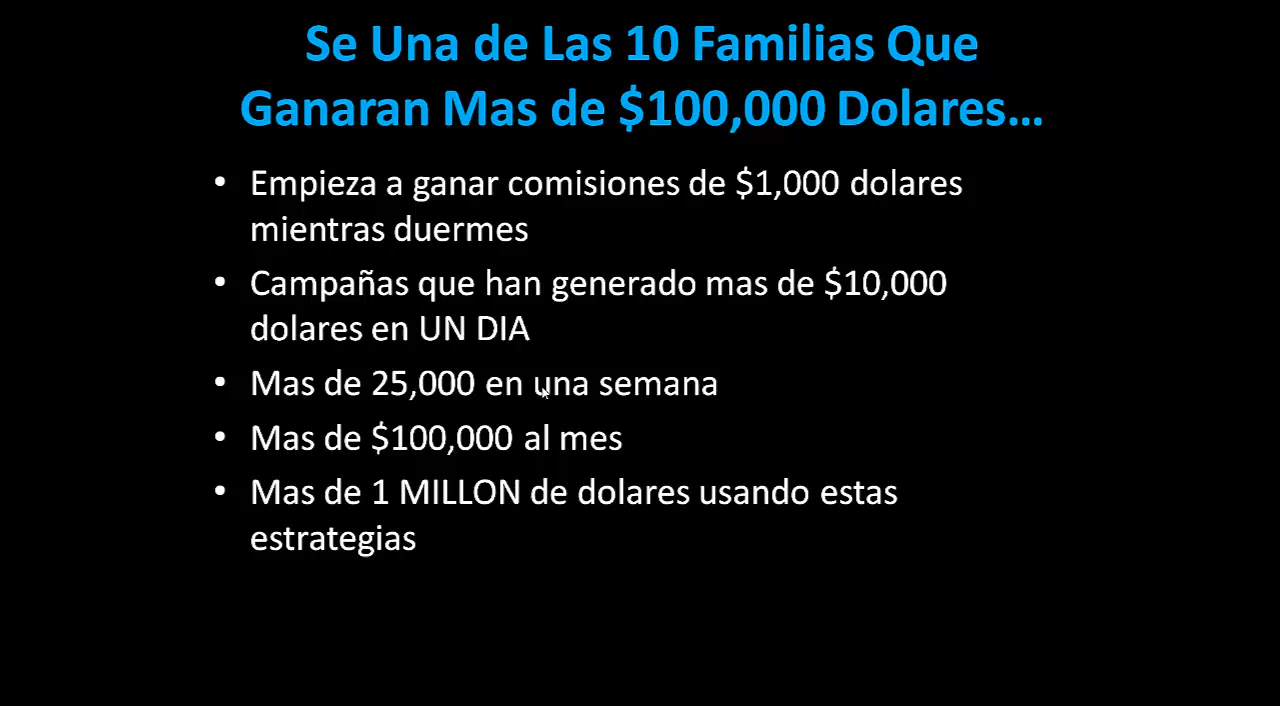 Se Una de Las 10 Familias Que
Ganaran Mas de $100,000 Dolares...
• Empieza a ganar comisiones de $1,000 dolares
mientras duermes
• Campañas que han generado mas de $10,000
dolares en UN DIA
• Mas de 25,000 en una semana
• Mas de $100,000 al mes
• Mas de 1 MILLON de dolares usando estas
estrategias